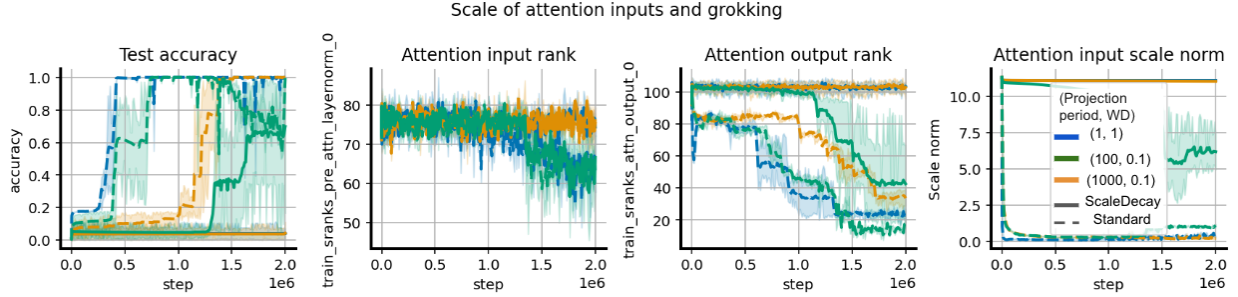 Scale of attention inputs and grokking
Test accuracy
accuracy
1.0
0.8
0.6
0.4
0.2
0.0
0.0 0.5 1.0 1.5 2.0
step 1e6
Attention input rank
train_sranks_pre_attn_layernorm_0
80
70
60
50
0.0 0.5 1.0 1.5 2.0
step 1e6
Attention output rank
train_sranks_attn_output_0
100
80
60
40
20
0.0 0.5 1.0 1.5 2.0
step 1e6
Attention input scale norm
Scale norm
10.0
7.5
5.0
2.5
0.0
(Projection
period, WD)
(1, 1)
(100, 0.1)
(1000, 0.1)
ScaleDecay
Standard
0.0 0.5 1.0 1.5 2.0
step 1e6